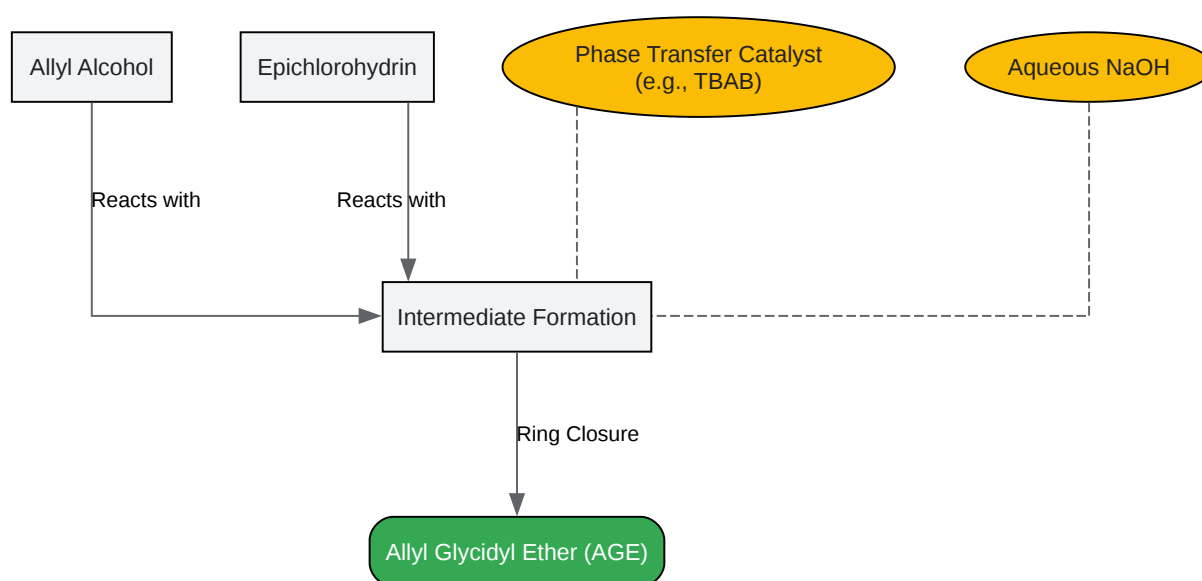 Allyl Alcohol
Epichlorohydrin
Phase Transfer Catalyst
(e.g., TBAB)
Aqueous NaOH
Reacts with
Reacts with
Intermediate Formation
Ring Closure
Allyl Glycidyl Ether (AGE)